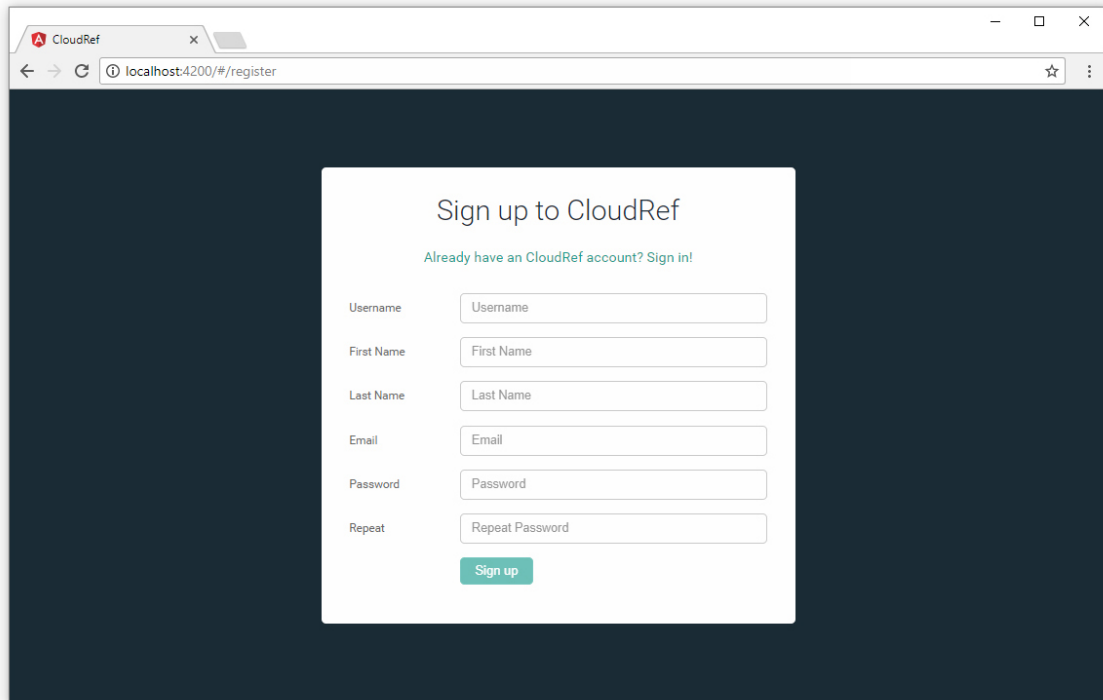 CloudRef
localhost:4200/#/register
Sign up to CloudRef
Already have an CloudRef account? Sign in!
Username Username
First Name First Name
Last Name Last Name
Email Email
Password Password
Repeat Repeat Password
Sign up